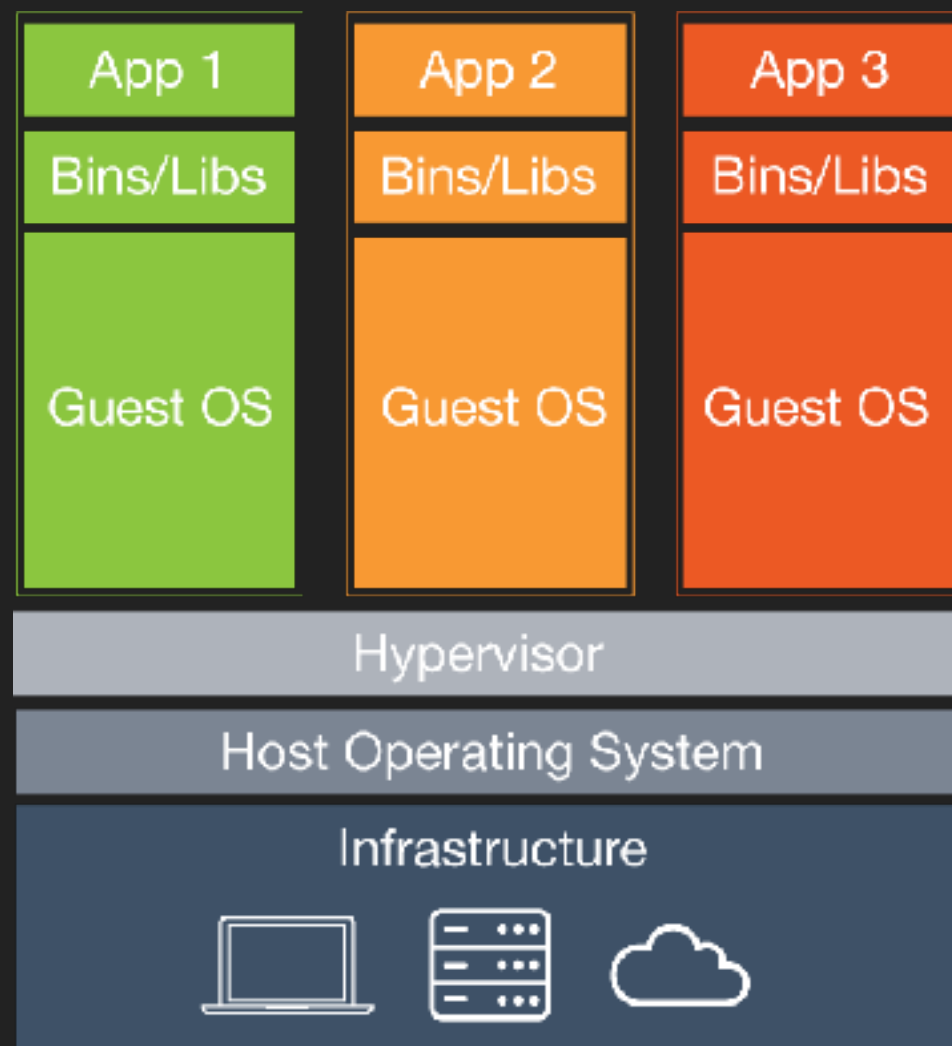 App 1
App 2
App 3
Bins/Libs
Bins/Libs
Bins/Libs
Guest OS
Guest OS
Guest OS
Hypervisor
Host Operating System
Infrastructure